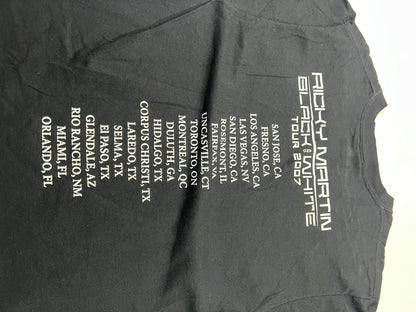 RICKY MARTIN
BLACK AND WHITE
TOUR 2007
SAN JOSE, CA
FRESNO, CA
LOS ANGELES, CA
LAS VEGAS, NV
SAN DIEGO, CA
ROSEMONT, IL
FAIRFAX, VA
UNCASVILLE, CT
TORONTO, ON
MONTREAL, QC
DULUTH, GA
HIDALGO, TX
CORPUS CHRISTI, TX
LAREDO, TX
SELMA, TX
El PASO, TX
GLENDALE, AZ
RIO RANCHO, NM
MIAMI, FL
ORLANDO, FL